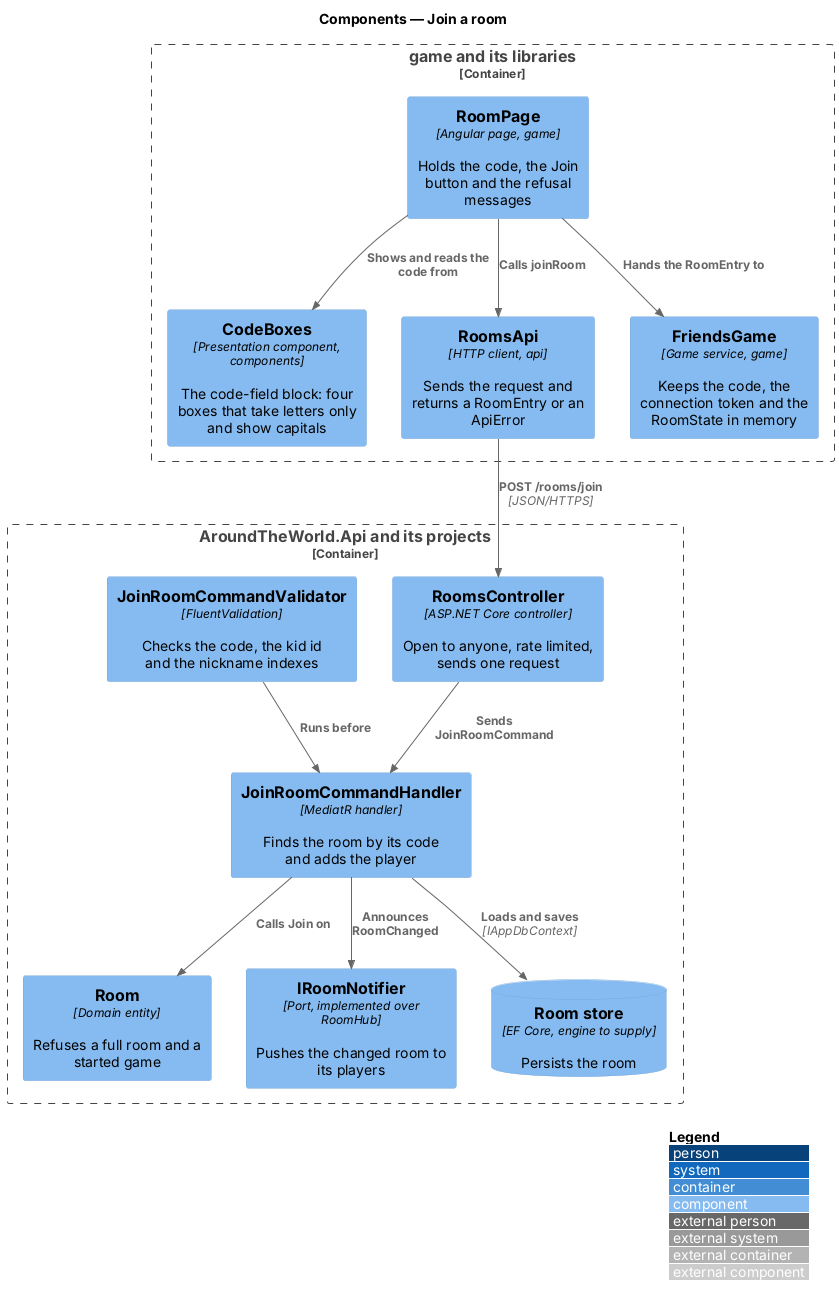 Components — Join a room
game and its libraries
[Container]
RoomPage
[Angular page, game]
Holds the code, the Join
button and the refusal
messages
Shows and reads the
code from
Calls joinRoom
Hands the RoomEntry to
CodeBoxes
[Presentation component,
components]
The code-field block: four
boxes that take letters only
and show capitals
RoomsApi
[HTTP client, api]
Sends the request and
returns a RoomEntry or an
ApiError
FriendsGame
[Game service, game]
Keeps the code, the
connection token and the
RoomState in memory
POST /rooms/join
[JSON/HTTPS]
AroundTheWorld.Api and its projects
[Container]
JoinRoomCommandValidator
[FluentValidation]
Checks the code, the kid id
and the nickname indexes
RoomsController
[ASP.NET Core controller]
Open to anyone, rate limited,
sends one request
Runs before
Sends
JoinRoomCommand
JoinRoomCommandHandler
[MediatR handler]
Finds the room by its code
and adds the player
Calls Join on
Announces
RoomChanged
Loads and saves
[IAppDbContext]
Room
[Domain entity]
Refuses a full room and a
started game
IRoomNotifier
[Port, implemented over
RoomHub]
Pushes the changed room to
its players
Room store
[EF Core, engine to supply]
Persists the room
Legend
person
system
container
component
external person
external system
external container
external component